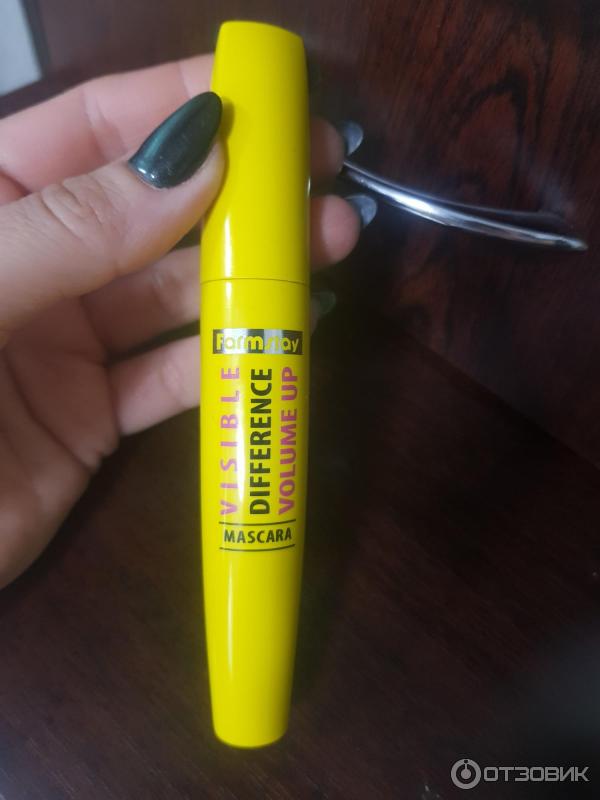 FarmStay
VISIBLE
DIFFERENCE
VOLUME UP
MASCARA
ОТЗОВИК